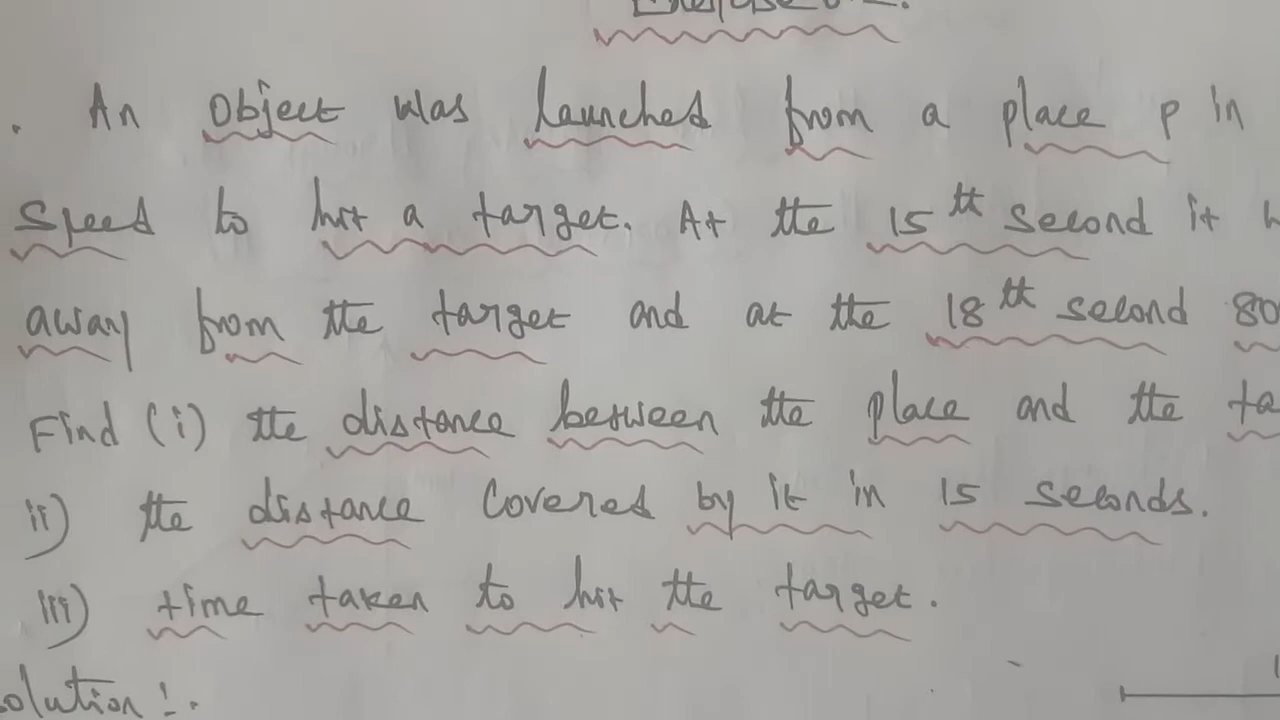 An object was launched from a place P in
speed to hit a target. At the 15th second it
away from the target and at the 18th second 80
Find (i) the distance between the place and the
ii) the distance covered by it in 15 seconds.
iii) time taken to hit the target.
olution :.